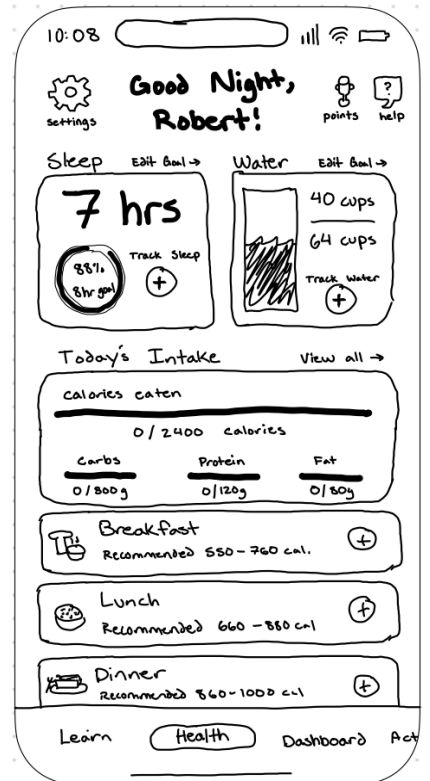 10:08
Good Night,
Robert!
settings
points
help
?
Sleep
Edit Goal →
Water
Edit Goal →
7 hrs
88%
8hr goal
Track Sleep
+
40 cups
64 cups
Track Water
+
Today's Intake
View all →
calories eaten
0/2400 calories
Carbs
Protein
Fat
0/300g
0/120g
0/80g
Breakfast
Recommended 550-760 cal.
+
Lunch
Recommended 660-880 cal
+
Dinner
Recommended 860-1000 cal
+
Learn
Health
Dashboard
Act